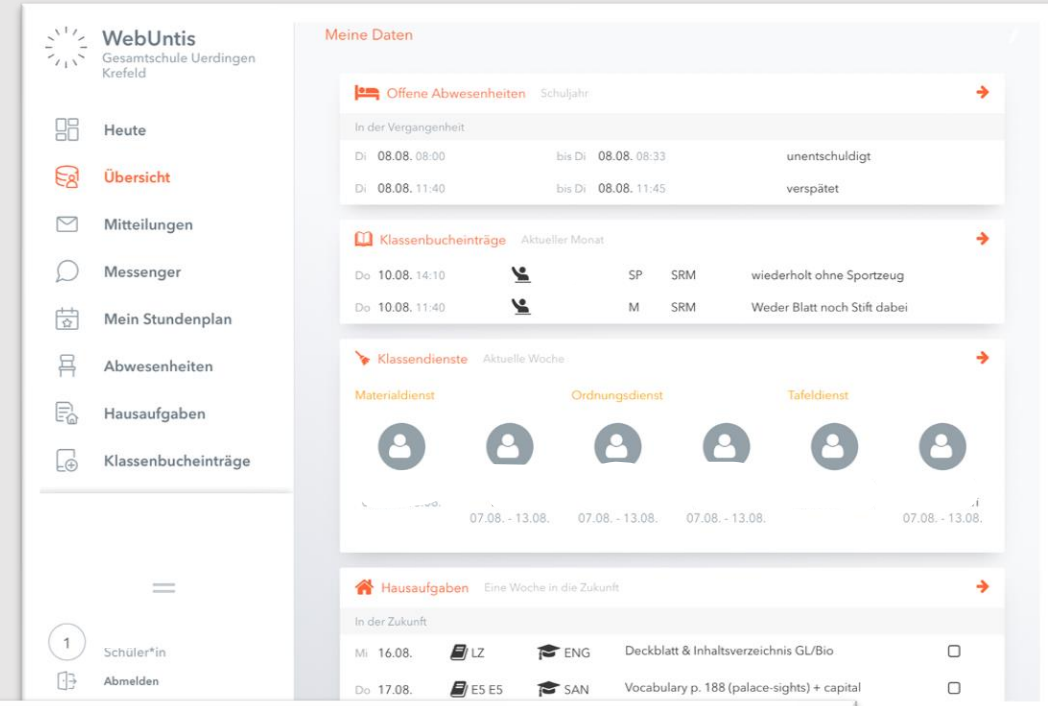 WebUntis
Gesamtschule Uerdingen
Krefeld
Heute
Übersicht
Mitteilungen
Messenger
Mein Stundenplan
Abwesenheiten
Hausaufgaben
Klassenbucheinträge
1
Schüler*in
Abmelden
Meine Daten
Offene Abwesenheiten Schuljahr
In der Vergangenheit
Di 08.08. 08:00 bis Di 08.08. 08:33 unentschuldigt
Di 08.08. 11:40 bis Di 08.08. 11:45 verspätet
Klassenbucheinträge Aktueller Monat
Do 10.08. 14:10 SP SRM wiederholt ohne Sportzeug
Do 10.08. 11:40 M SRM Weder Blatt noch Stift dabei
Klassendienste Aktuelle Woche
Materialdienst Ordnungsdienst Tafeldienst
07.08. - 13.08. 07.08. - 13.08. 07.08. - 13.08. 07.08. - 13.08.
Hausaufgaben Eine Woche in die Zukunft
In der Zukunft
Mi 16.08. LZ ENG Deckblatt & Inhaltsverzeichnis GL/Bio
Do 17.08. E5 E5 SAN Vocabulary p. 188 (palace-sights) + capital